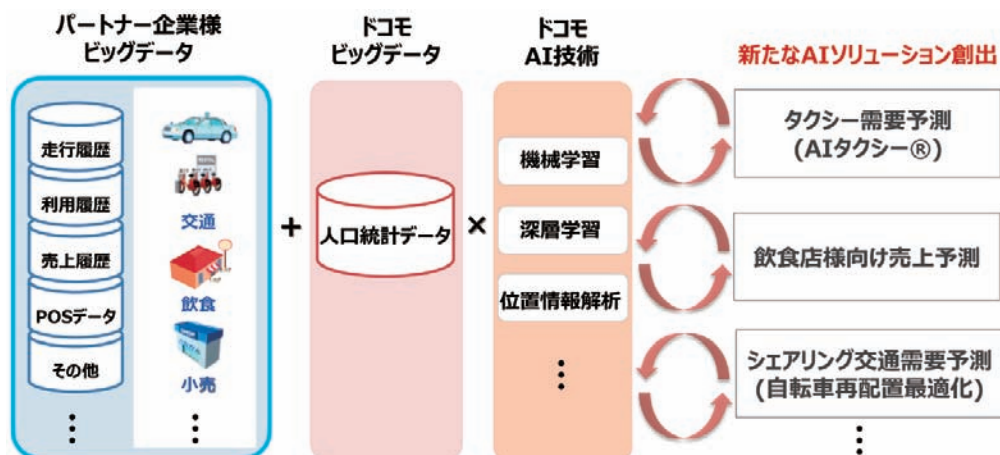 パートナー企業様
ビッグデータ
走行履歴
利用履歴
売上履歴
POSデータ
その他
⋮
交通
飲食
小売
⋮
+
ドコモ
ビッグデータ
人口統計データ
×
ドコモ
AI技術
機械学習
深層学習
位置情報解析
⋮
新たなAIソリューション創出
タクシー需要予測
(AIタクシー®)
飲食店様向け売上予測
シェアリング交通需要予測
(自転車再配置最適化)
⋮